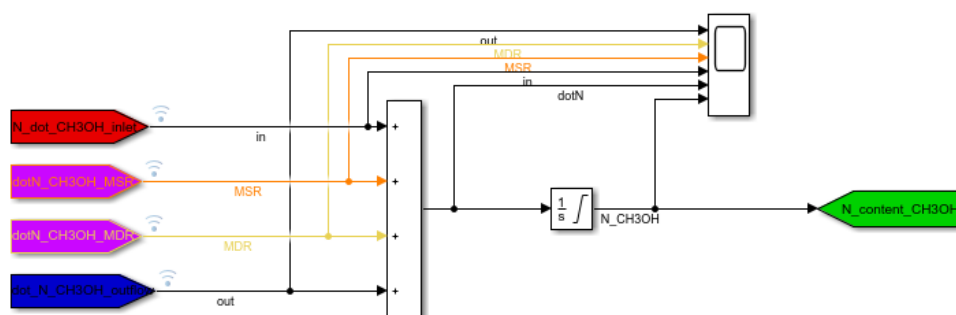 out
MDR
MSR
in
dotN
N_dot_CH3OH_inlet
+
in
dotN_CH3OH_MSR
+
MSR
1
s
N_CH3OH
N_content_CH3OH
dotN_CH3OH_MDR
+
MDR
+
out